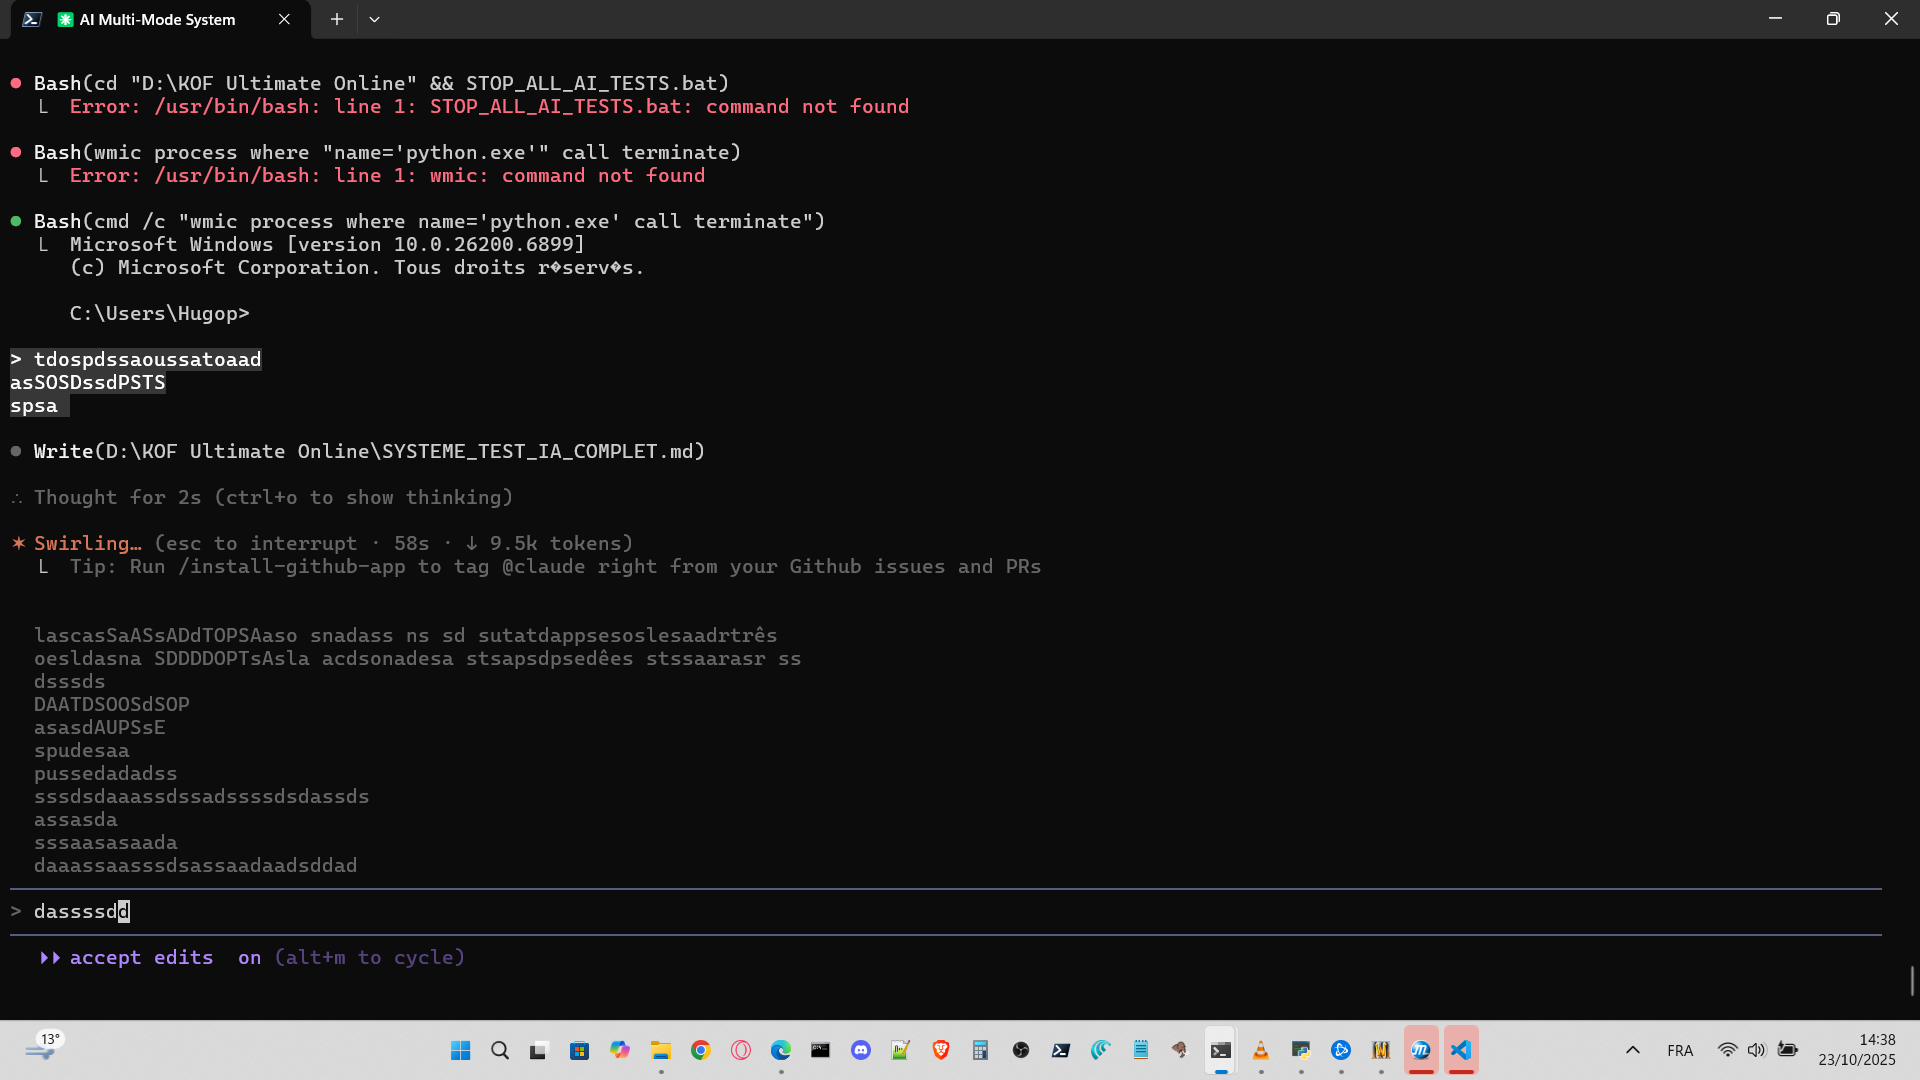 AI Multi-Mode System
● Bash(cd "D:\KOF Ultimate Online" && STOP_ALL_AI_TESTS.bat)
└ Error: /usr/bin/bash: line 1: STOP_ALL_AI_TESTS.bat: command not found
● Bash(wmic process where "name='python.exe'" call terminate)
└ Error: /usr/bin/bash: line 1: wmic: command not found
● Bash(cmd /c "wmic process where name='python.exe' call terminate")
└ Microsoft Windows [version 10.0.26200.6899]
(c) Microsoft Corporation. Tous droits r�serv�s.
C:\Users\Hugop>
> tdospdssaoussatoaad
asSOSDssdPSTS
spsa
● Write(D:\KOF Ultimate Online\SYSTEME_TEST_IA_COMPLET.md)
∴ Thought for 2s (ctrl+o to show thinking)
✶ Swirling… (esc to interrupt · 58s · ↓ 9.5k tokens)
└ Tip: Run /install-github-app to tag @claude right from your Github issues and PRs
lascasSaASsADdTOPSAaso snadass ns sd sutatdappsesoslesaadrtrês
oesldasna SDDDDOPTsAsla acdsonadesa stsapsdpsedêes stssaarasr ss
dsssds
DAATDSOOSdSOP
asasdAUPSsE
spudesaa
pussedadadss
sssdsdaaassdssadssssdsdassds
assasda
sssaasasaada
daaassaasssdsassaadaadsddad
> dassssdd
⏵⏵ accept edits on (alt+m to cycle)
13°
FRA
14:38
23/10/2025